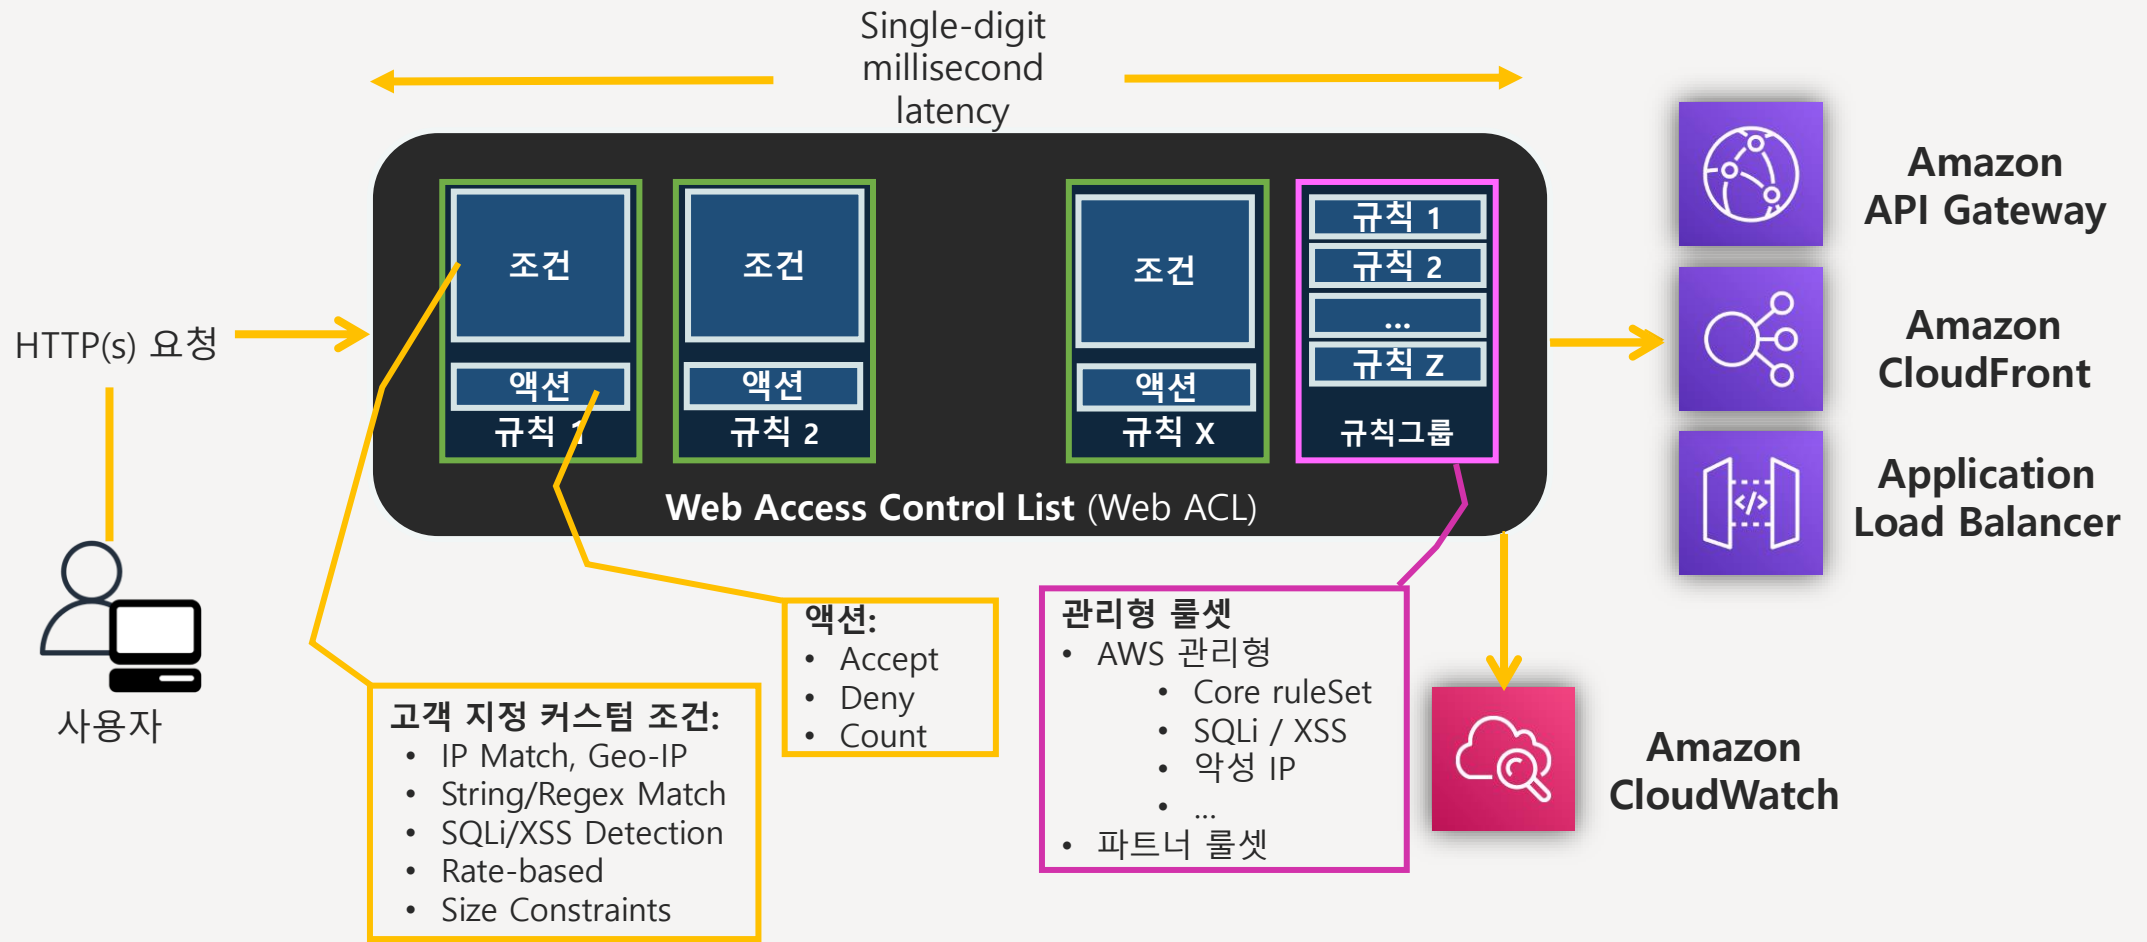 Single-digit
millisecond
latency
HTTP(s) 요청
사용자
조건
액션
규칙 1
조건
액션
규칙 2
조건
액션
규칙 X
규칙 1
규칙 2
...
규칙 Z
규칙그룹
Web Access Control List (Web ACL)
Amazon
API Gateway
Amazon
CloudFront
Application
Load Balancer
고객 지정 커스텀 조건:
• IP Match, Geo-IP
• String/Regex Match
• SQLi/XSS Detection
• Rate-based
• Size Constraints
액션:
• Accept
• Deny
• Count
관리형 룰셋
• AWS 관리형
• Core ruleSet
• SQLi / XSS
• 악성 IP
• ...
• 파트너 룰셋
Amazon
CloudWatch